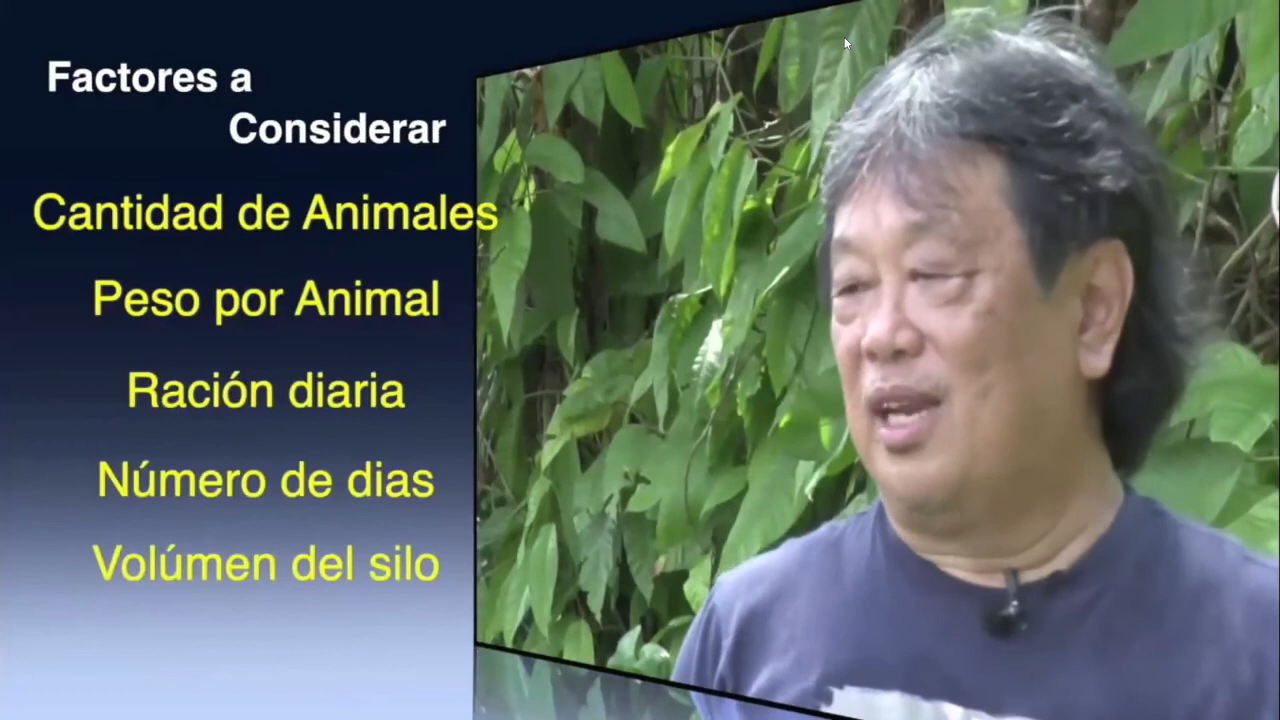 Factores a
Considerar
Cantidad de Animales
Peso por Animal
Ración diaria
Número de dias
Volúmen del silo